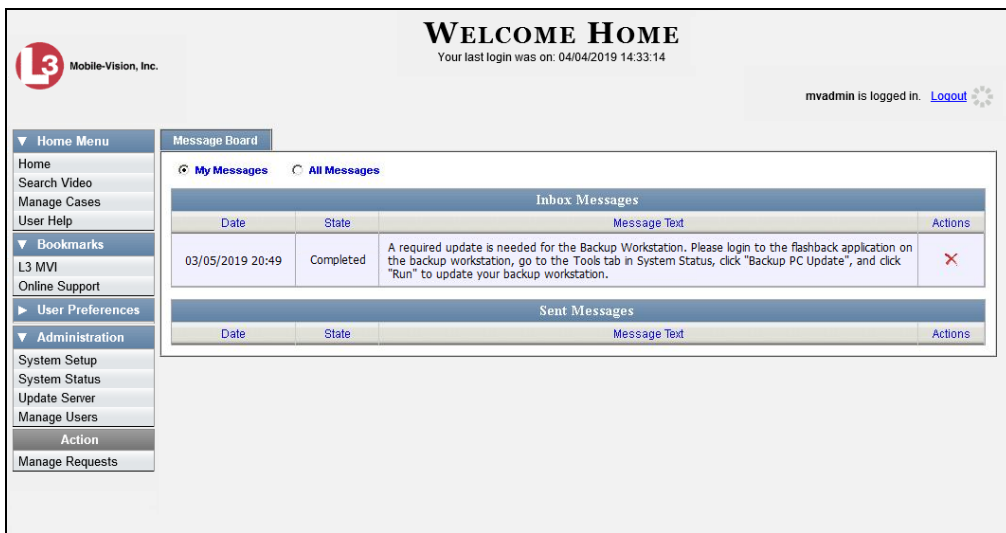 WELCOME HOME
Your last login was on: 04/04/2019 14:33:14
L3 Mobile-Vision, Inc.
mvadmin is logged in. Logout
▼ Home Menu
Home
Search Video
Manage Cases
User Help
▼ Bookmarks
L3 MVI
Online Support
► User Preferences
▼ Administration
System Setup
System Status
Update Server
Manage Users
Action
Manage Requests
Message Board
My Messages All Messages
Inbox Messages
Date State Message Text Actions
03/05/2019 20:49 Completed A required update is needed for the Backup Workstation. Please login to the flashback application on
the backup workstation, go to the Tools tab in System Status, click "Backup PC Update", and click
"Run" to update your backup workstation.
Sent Messages
Date State Message Text Actions